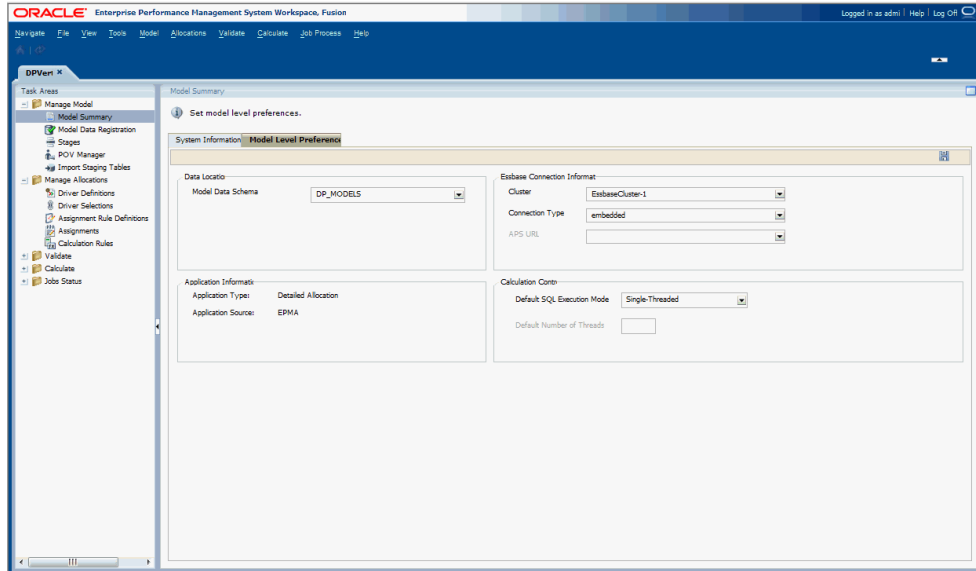 ORACLE® Enterprise Performance Management System Workspace, Fusion
Logged in as admi | Help | Log Off
Navigate File View Tools Model Allocations Validate Calculate Job Process Help
DPVeri ×
Task Areas
Manage Model
Model Summary
Model Data Registration
Stages
POV Manager
Import Staging Tables
Manage Allocations
Driver Definitions
Driver Selections
Assignment Rule Definitions
Assignments
Calculation Rules
Validate
Calculate
Jobs Status
Model Summary
Set model level preferences.
System Information Model Level Preference
Data Locatio
Model Data Schema DP_MODELS
Essbase Connection Informat
Cluster EssbaseCluster-1
Connection Type embedded
APS URL
Application Informatio
Application Type: Detailed Allocation
Application Source: EPMA
Calculation Contr
Default SQL Execution Mode Single-Threaded
Default Number of Threads